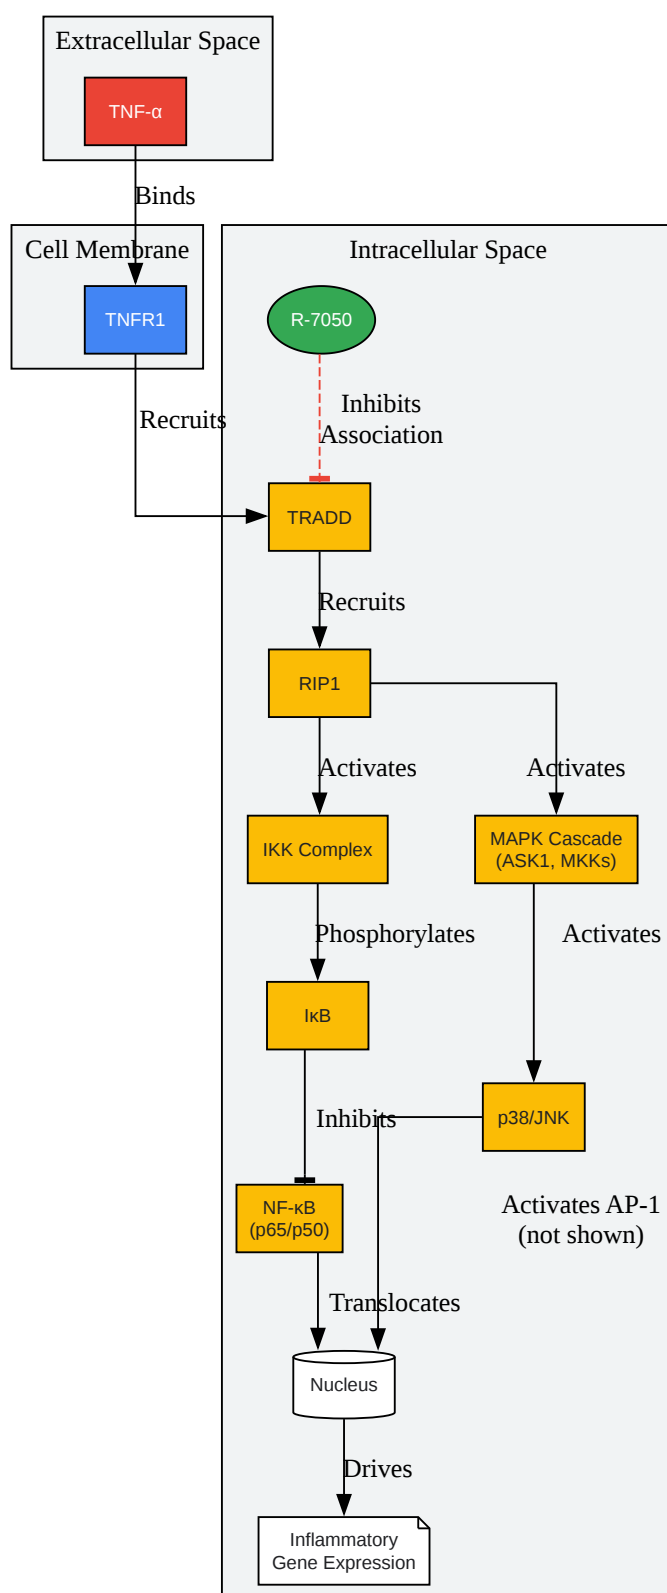 Extracellular Space
TNF-α
Binds
Cell Membrane
Intracellular Space
TNFR1
R-7050
Recruits
Inhibits
Association
TRADD
Recruits
RIP1
Activates
Activates
IKK Complex
MAPK Cascade
(ASK1, MKKs)
Phosphorylates
Activates
IκB
Inhibits
p38/JNK
NF-κB
(p65/p50)
Activates AP-1
(not shown)
Translocates
Nucleus
Drives
Inflammatory
Gene Expression